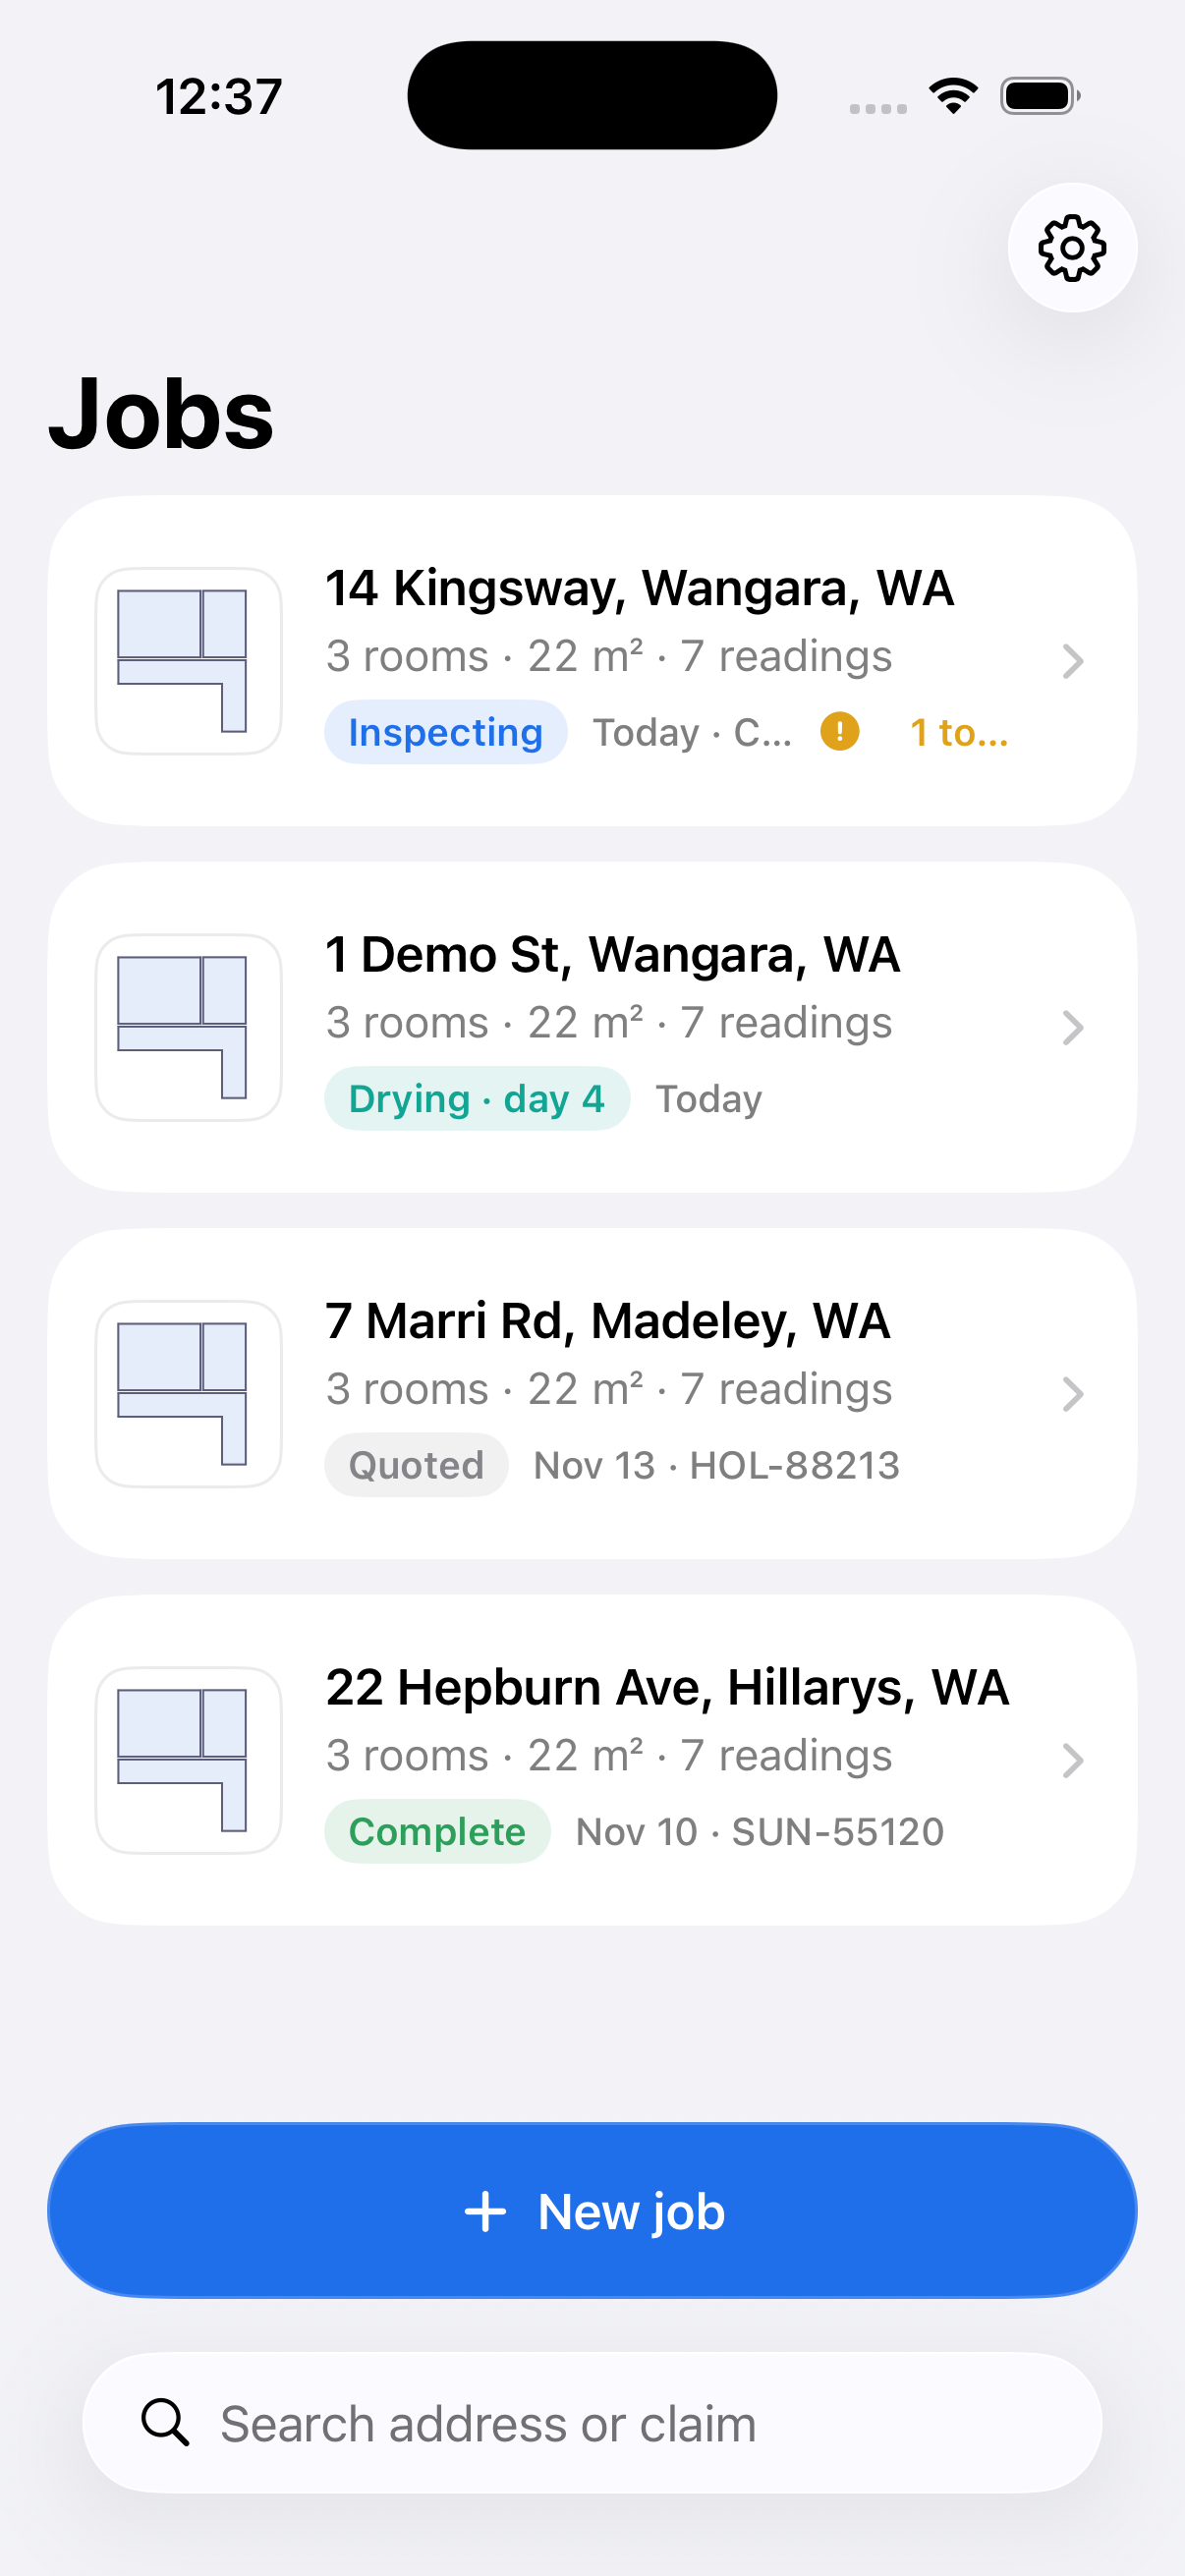 12:37
Jobs
14 Kingsway, Wangara, WA
3 rooms · 22 m² · 7 readings
Inspecting Today · C... ! 1 to...
1 Demo St, Wangara, WA
3 rooms · 22 m² · 7 readings
Drying · day 4 Today
7 Marri Rd, Madeley, WA
3 rooms · 22 m² · 7 readings
Quoted Nov 13 · HOL-88213
22 Hepburn Ave, Hillarys, WA
3 rooms · 22 m² · 7 readings
Complete Nov 10 · SUN-55120
+ New job
Search address or claim